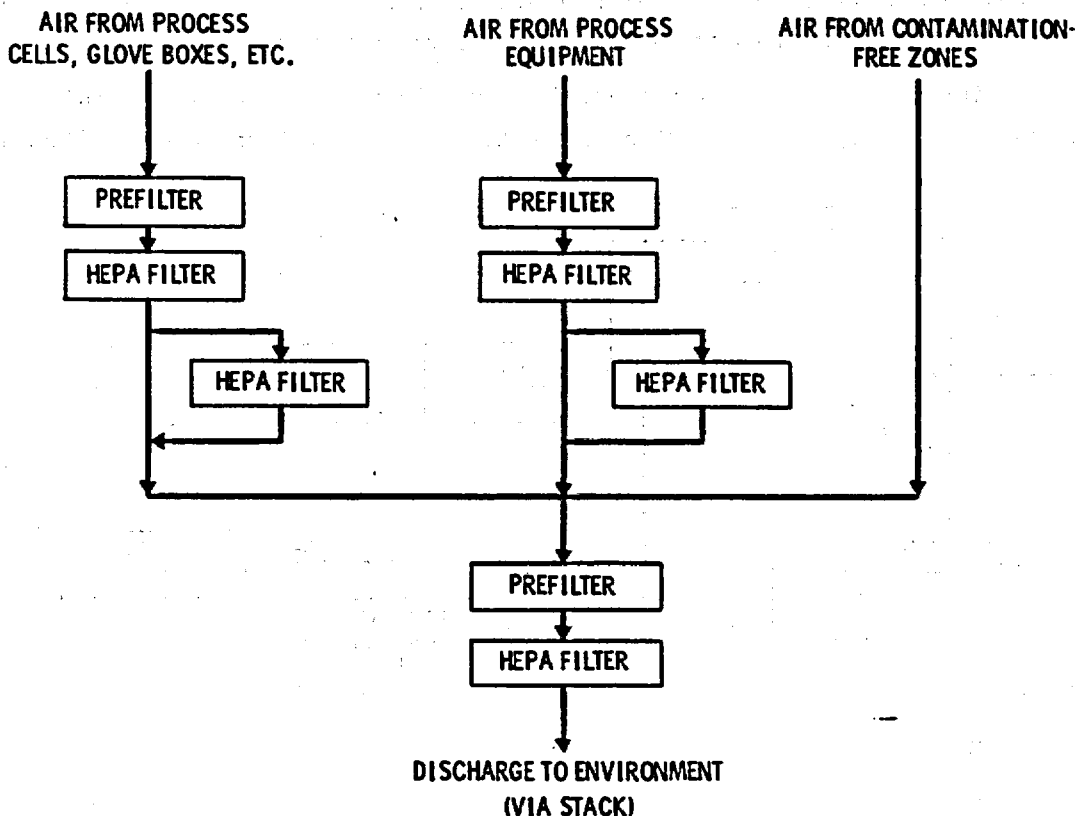 AIR FROM PROCESS
CELLS, GLOVE BOXES, ETC.
AIR FROM PROCESS
EQUIPMENT
AIR FROM CONTAMINATION-
FREE ZONES
PREFILTER
PREFILTER
HEPA FILTER
HEPA FILTER
HEPA FILTER
HEPA FILTER
PREFILTER
HEPA FILTER
DISCHARGE TO ENVIRONMENT
(VIA STACK)